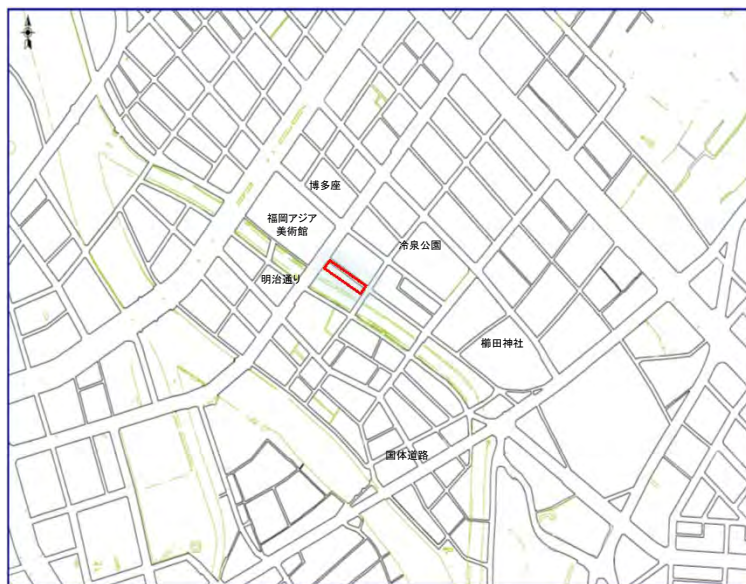 博多座
福岡アジア
美術館
冷泉公園
明治通り
櫛田神社
国体道路